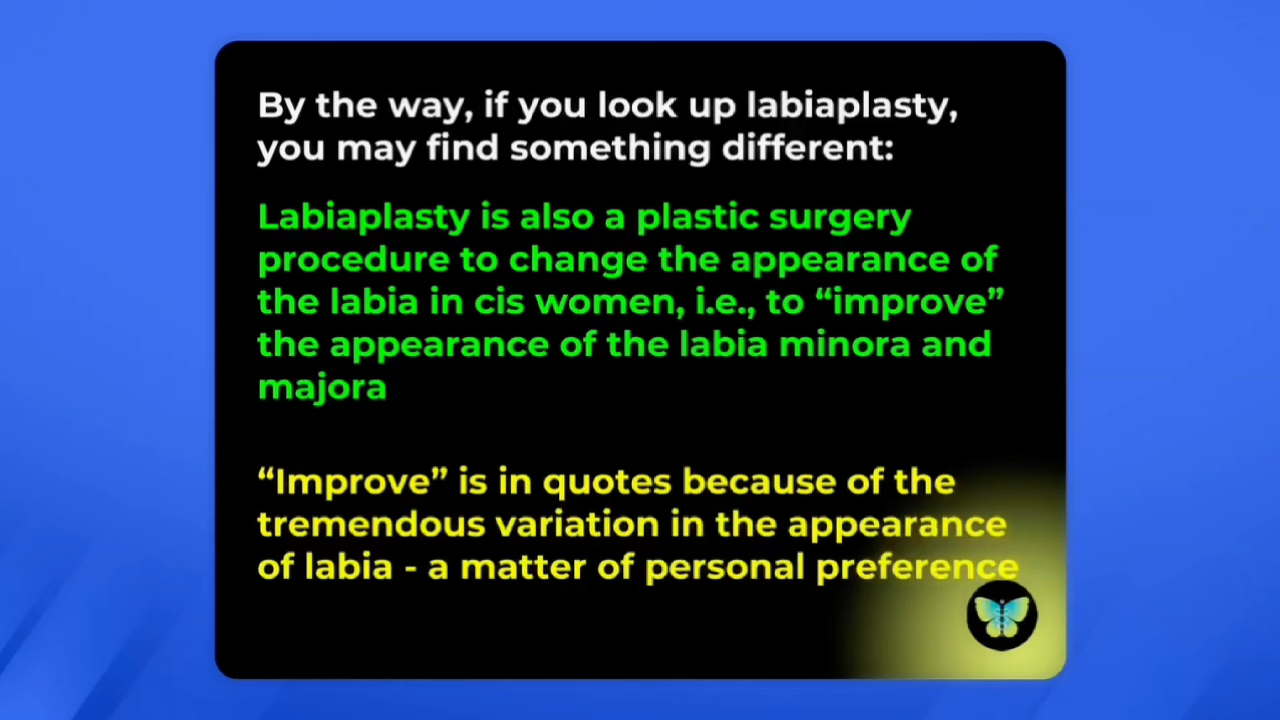 By the way, if you look up labiaplasty,
you may find something different:
Labiaplasty is also a plastic surgery
procedure to change the appearance of
the labia in cis women, i.e., to “improve”
the appearance of the labia minora and
majora
“Improve” is in quotes because of the
tremendous variation in the appearance
of labia - a matter of personal preference